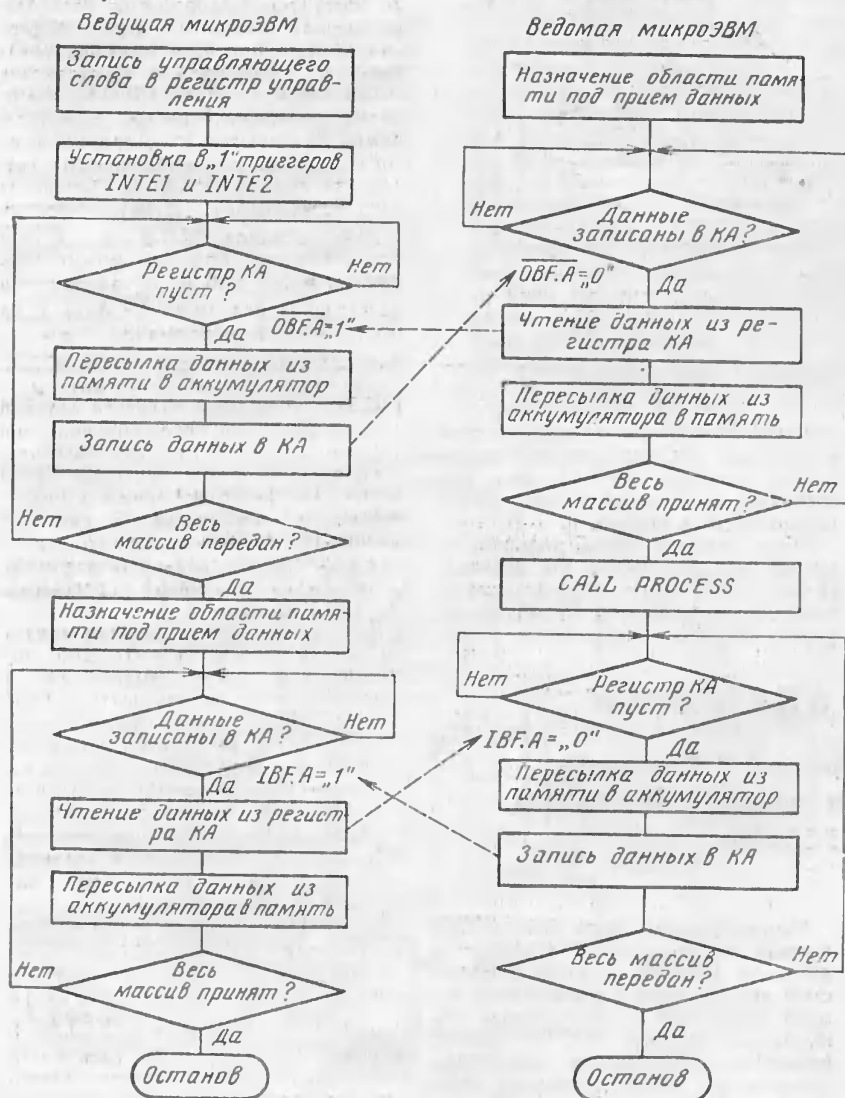 Ведущая микроЭВМ
Запись управляющего
слова в регистр управ-
ления
Установка в „1" триггеров
INTE1 и INTE2
Регистр КА
пуст?
Нет
Да
OBF.A=„1"
Пересылка данных из
памяти в аккумулятор
Запись данных в КА
Нет
Весь
массив передан?
Да
Назначение области памя-
ти под прием данных
Данные
записаны в КА?
Нет
Да
IBF.A=„1"
Чтение данных из регист-
ра КА
Пересылка данных из
аккумулятора в память
Нет
Весь
массив принят?
Да
Останов
Ведомая микроЭВМ
Назначение области памя-
ти под прием данных
Нет
Данные
записаны в КА?
OBF.A=„0"
Да
Чтение данных из ре-
гистра КА
Пересылка данных из
аккумулятора в память
Весь
массив принят?
Нет
Да
CALL PROCESS
Нет
Регистр КА
пуст?
IBF.A=„0"
Да
Пересылка данных из
памяти в аккумулятор
Запись данных в КА
Весь массив
передан?
Нет
Да
Останов